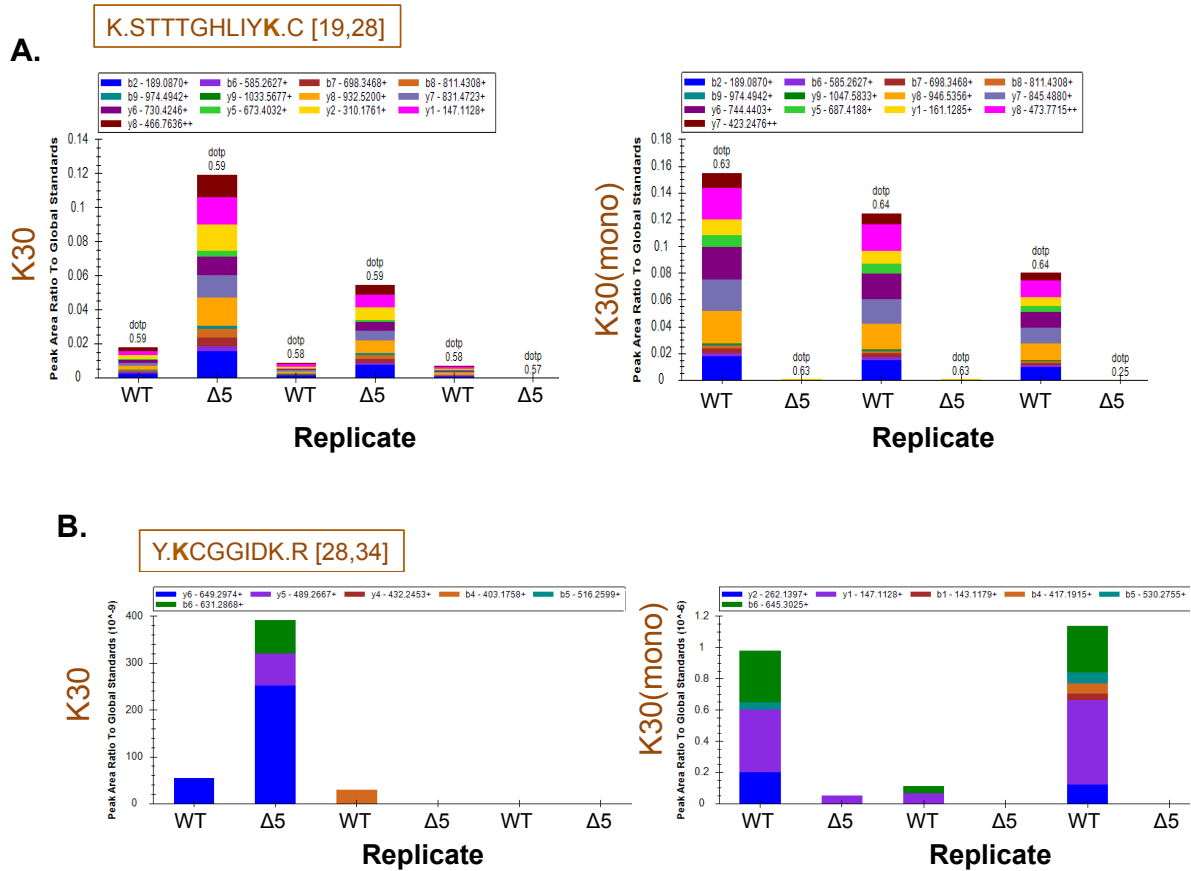 K.STTTGHLIYK.C [19,28]
A.
b2 - 189.0870+ b6 - 585.2627+ b7 - 698.3468+ b8 - 811.4308+
b9 - 974.4942+ y9 - 1033.5677+ y8 - 932.5200+ y7 - 831.4723+
y6 - 730.4246+ y5 - 673.4032+ y2 - 310.1761+ y1 - 147.1128+
y8 - 466.7636++
K30
Peak Area Ratio To Global Standards
0.14
0.12
0.1
0.08
0.06
0.04
0.02
0
dotp
0.59
dotp
0.59
dotp
0.58
dotp
0.59
dotp
0.58
dotp
0.57
WT Δ5 WT Δ5 WT Δ5
Replicate
b2 - 189.0870+ b6 - 585.2627+ b7 - 698.3468+ b8 - 811.4308+
b9 - 974.4942+ y9 - 1047.5833+ y8 - 946.5356+ y7 - 845.4880+
y6 - 744.4403+ y5 - 687.4188+ y1 - 161.1285+ y8 - 473.7715++
y7 - 423.2476++
K30(mono)
Peak Area Ratio To Global Standards
0.18
0.16
0.14
0.12
0.1
0.08
0.06
0.04
0.02
0
dotp
0.63
dotp
0.63
dotp
0.64
dotp
0.63
dotp
0.64
dotp
0.25
WT Δ5 WT Δ5 WT Δ5
Replicate
B.
Y.KCGGIDK.R [28,34]
y6 - 649.2974+ y5 - 489.2667+ y4 - 432.2453+ b4 - 403.1758+ b5 - 516.2599+
b6 - 631.2868+
K30
Peak Area Ratio To Global Standards (10^-9)
400
300
200
100
0
WT Δ5 WT Δ5 WT Δ5
Replicate
y2 - 262.1397+ y1 - 147.1128+ b1 - 143.1179+ b4 - 417.1915+ b5 - 530.2755+
b6 - 645.3025+
K30(mono)
Peak Area Ratio To Global Standards (10^-6)
1.2
1
0.8
0.6
0.4
0.2
0
WT Δ5 WT Δ5 WT Δ5
Replicate